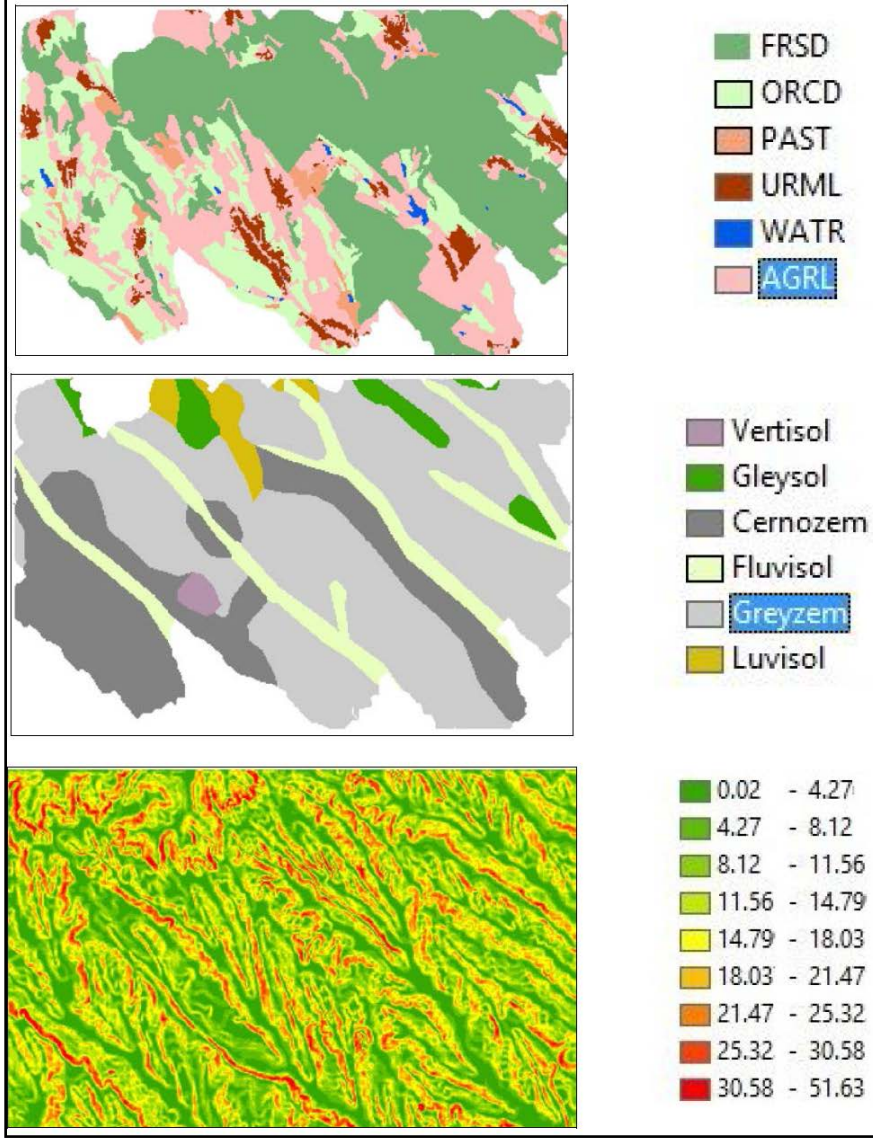 FRSD
ORCD
PAST
URML
WATR
AGRL
Vertisol
Gleysol
Cernozem
Fluvisol
Greyzem
Luvisol
0.02 - 4.27
4.27 - 8.12
8.12 - 11.56
11.56 - 14.79
14.79 - 18.03
18.03 - 21.47
21.47 - 25.32
25.32 - 30.58
30.58 - 51.63